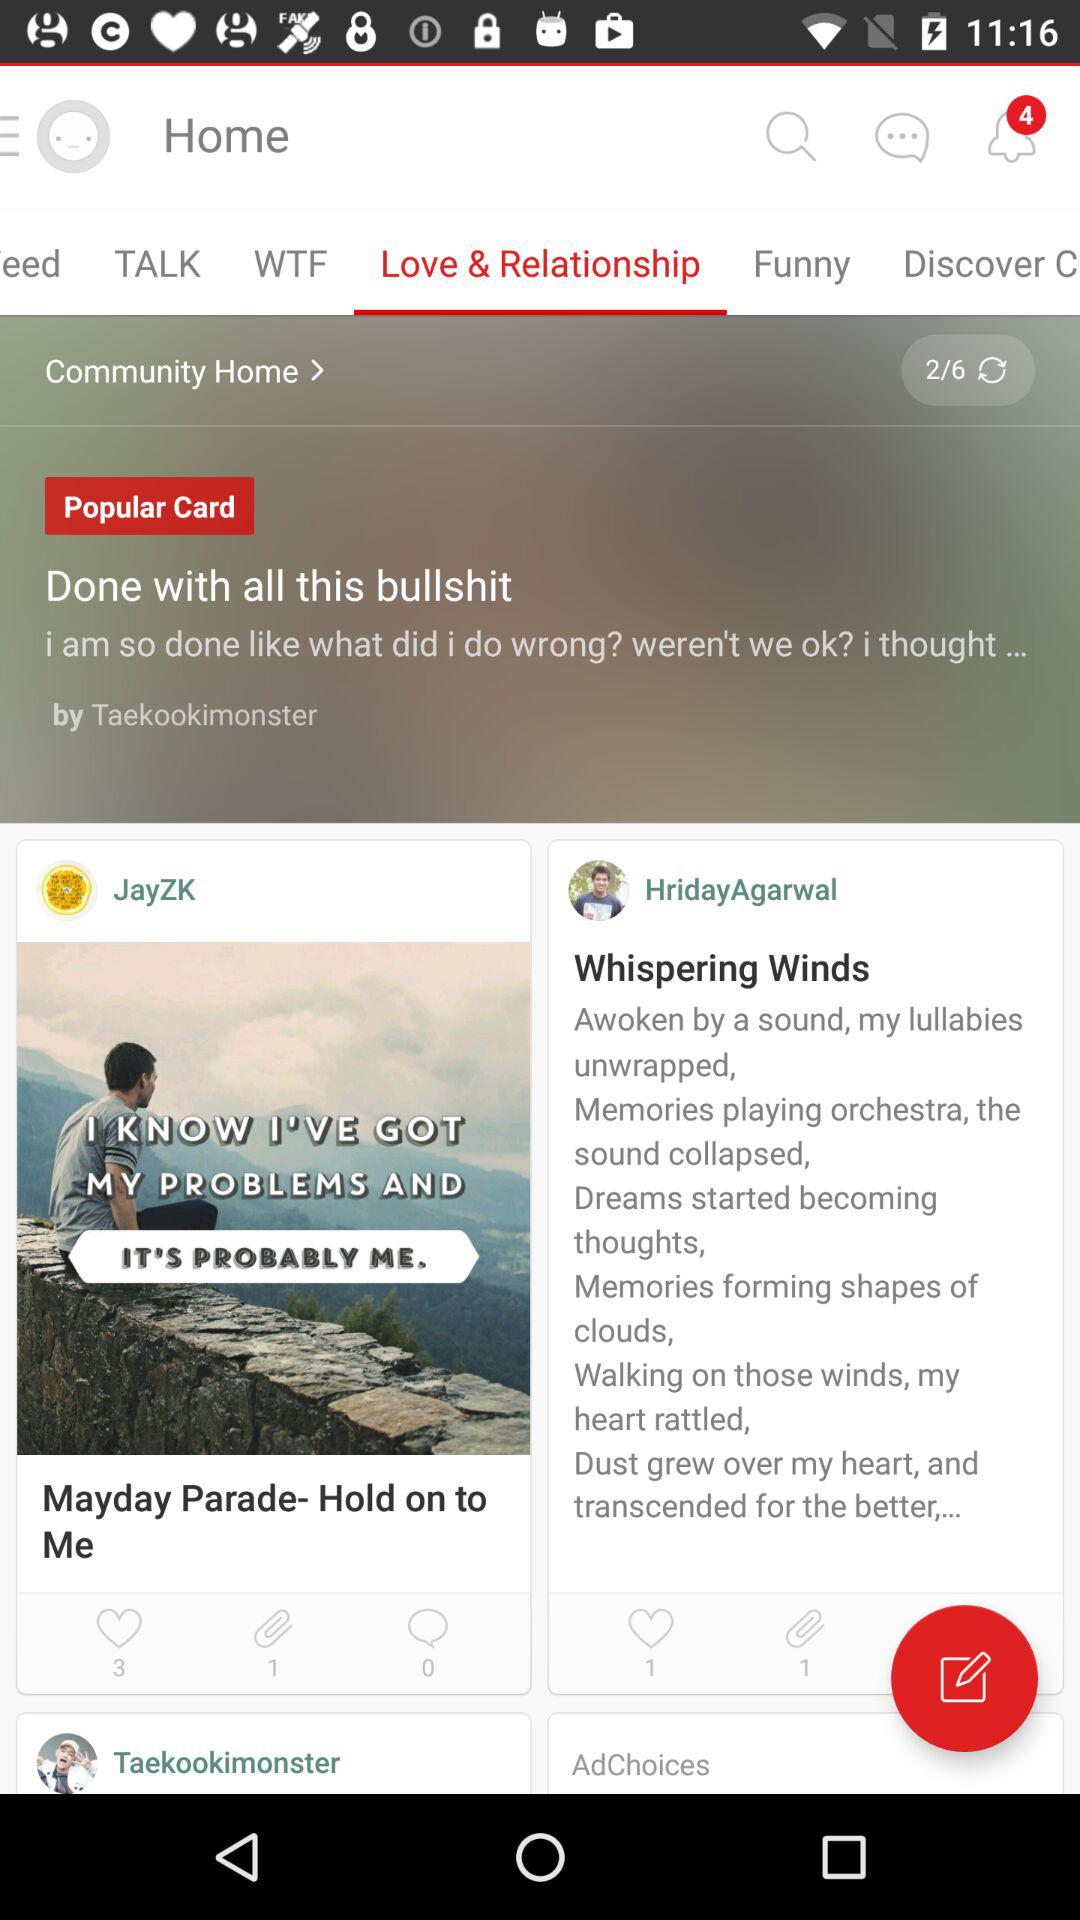 FAKE
11:16
Home
4
eed TALK WTF Love & Relationship Funny Discover C
Community Home
2/6
Popular Card
Done with all this bullshit
i am so done like what did i do wrong? weren't we ok? i thought ...
by Taekookimonster
JayZK
I KNOW I'VE GOT
MY PROBLEMS AND
IT'S PROBABLY ME.
Mayday Parade- Hold on to
Me
3 1 0
HridayAgarwal
Whispering Winds
Awoken by a sound, my lullabies
unwrapped,
Memories playing orchestra, the
sound collapsed,
Dreams started becoming
thoughts,
Memories forming shapes of
clouds,
Walking on those winds, my
heart rattled,
Dust grew over my heart, and
transcended for the better,...
1 1
Taekookimonster
AdChoices